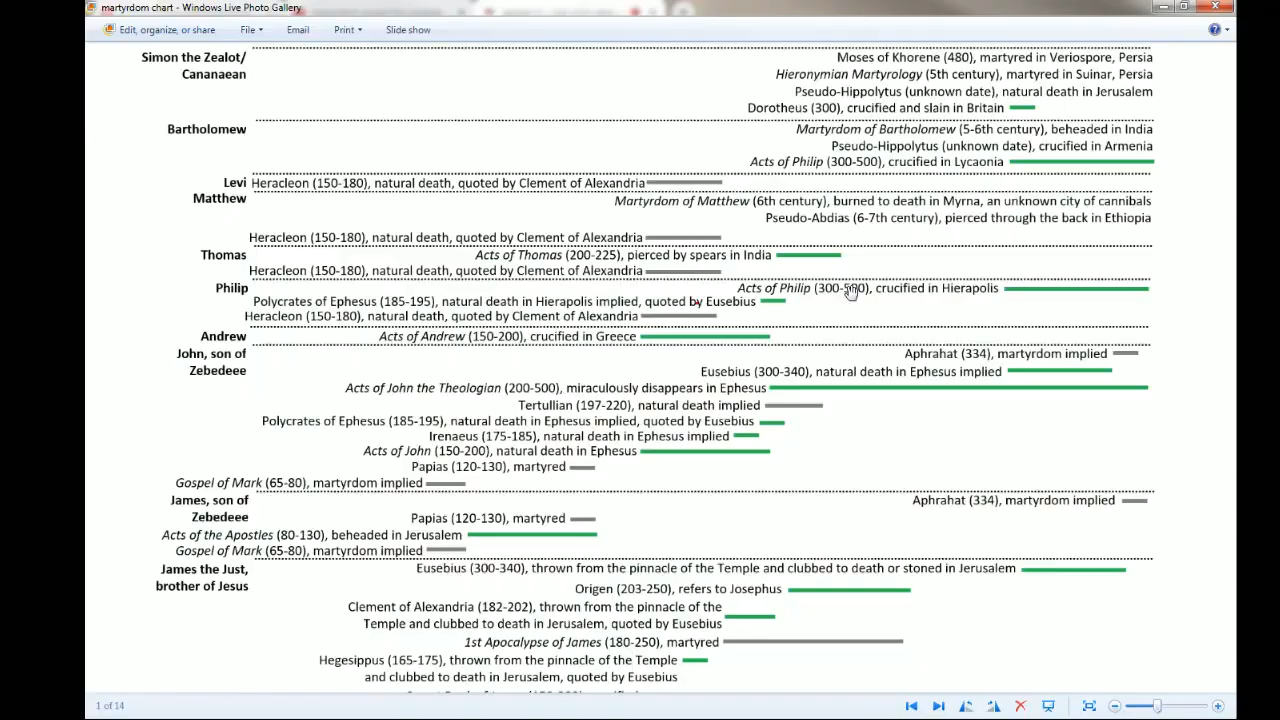 martyrdom chart - Windows Live Photo Gallery
Edit, organize, or share File Email Print Slide show
Simon the Zealot/
Cananaean
Moses of Khorene (480), martyred in Veriospore, Persia
Hieronymian Martyrology (5th century), martyred in Suinar, Persia
Pseudo-Hippolytus (unknown date), natural death in Jerusalem
Dorotheus (300), crucified and slain in Britain
Bartholomew
Martyrdom of Bartholomew (5-6th century), beheaded in India
Pseudo-Hippolytus (unknown date), crucified in Armenia
Acts of Philip (300-500), crucified in Lycaonia
Levi Heracleon (150-180), natural death, quoted by Clement of Alexandria
Matthew
Martyrdom of Matthew (6th century), burned to death in Myrna, an unknown city of cannibals
Pseudo-Abdias (6-7th century), pierced through the back in Ethiopia
Heracleon (150-180), natural death, quoted by Clement of Alexandria
Thomas Acts of Thomas (200-225), pierced by spears in India
Heracleon (150-180), natural death, quoted by Clement of Alexandria
Philip Acts of Philip (300-500), crucified in Hierapolis
Polycrates of Ephesus (185-195), natural death in Hierapolis implied, quoted by Eusebius
Heracleon (150-180), natural death, quoted by Clement of Alexandria
Andrew Acts of Andrew (150-200), crucified in Greece
John, son of
Zebedeee
Aphrahat (334), martyrdom implied
Eusebius (300-340), natural death in Ephesus implied
Acts of John the Theologian (200-500), miraculously disappears in Ephesus
Tertullian (197-220), natural death implied
Polycrates of Ephesus (185-195), natural death in Ephesus implied, quoted by Eusebius
Irenaeus (175-185), natural death in Ephesus implied
Acts of John (150-200), natural death in Ephesus
Papias (120-130), martyred
Gospel of Mark (65-80), martyrdom implied
James, son of
Zebedeee
Aphrahat (334), martyrdom implied
Papias (120-130), martyred
Acts of the Apostles (80-130), beheaded in Jerusalem
Gospel of Mark (65-80), martyrdom implied
James the Just,
brother of Jesus
Eusebius (300-340), thrown from the pinnacle of the Temple and clubbed to death or stoned in Jerusalem
Origen (203-250), refers to Josephus
Clement of Alexandria (182-202), thrown from the pinnacle of the
Temple and clubbed to death in Jerusalem, quoted by Eusebius
1st Apocalypse of James (180-250), martyred
Hegesippus (165-175), thrown from the pinnacle of the Temple
and clubbed to death in Jerusalem, quoted by Eusebius
1 of 14